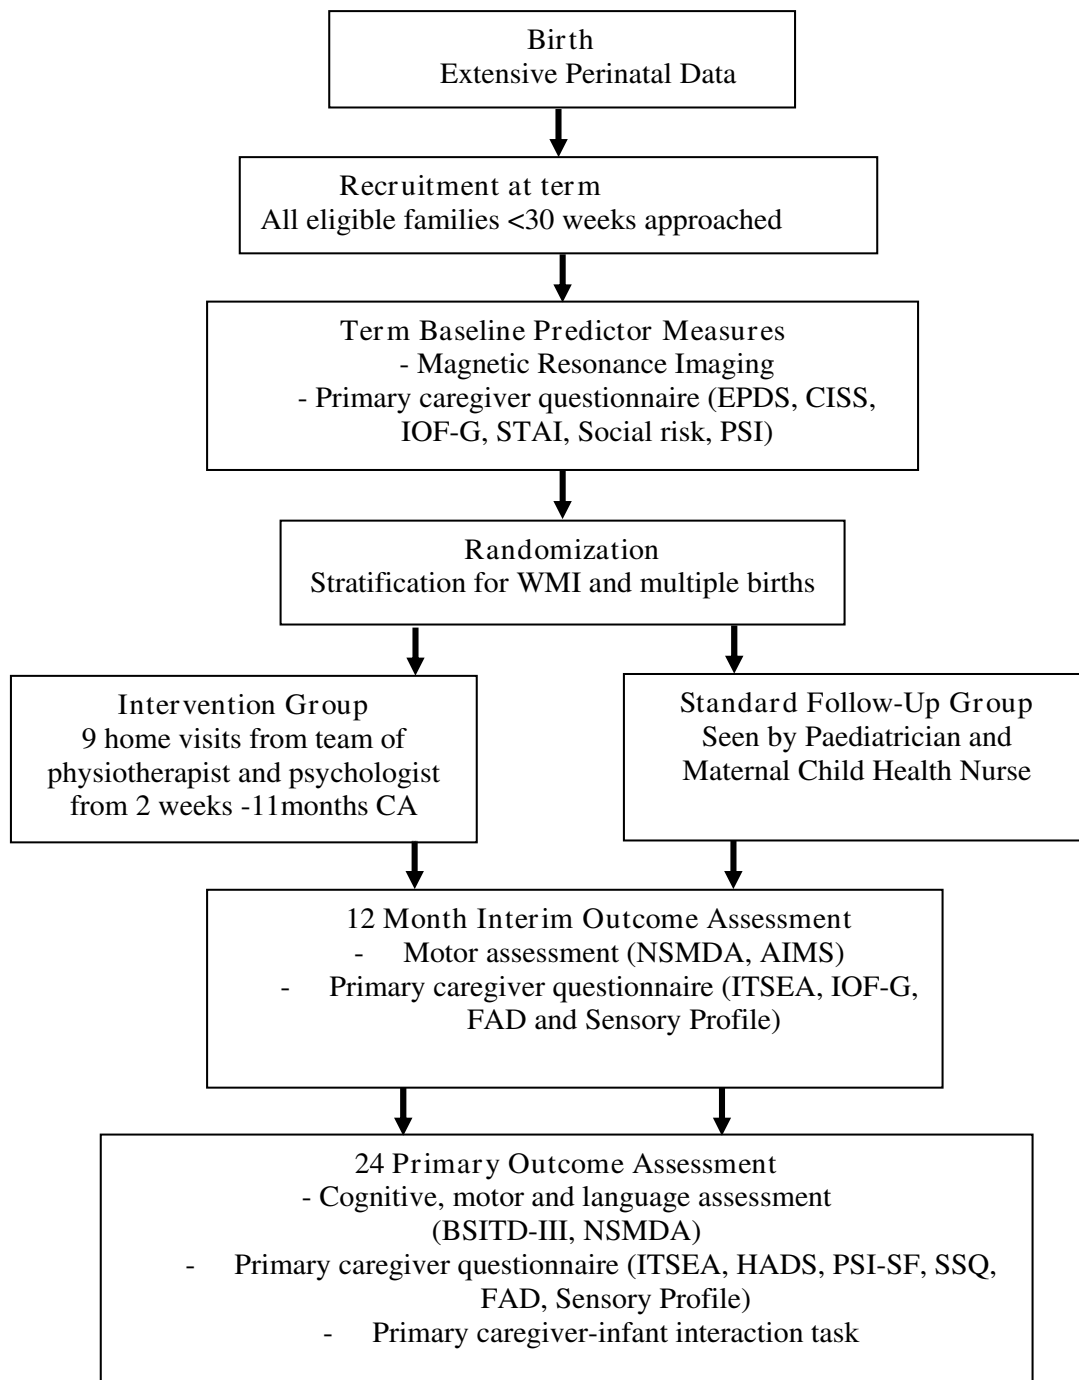 Birth
Extensive Perinatal Data
Recruitment at term
All eligible families <30 weeks approached
Term Baseline Predictor Measures
- Magnetic Resonance Imaging
- Primary caregiver questionnaire (EPDS, CISS,
IOF-G, STAI, Social risk, PSI)
Randomization
Stratification for WMI and multiple births
Intervention Group
9 home visits from team of
physiotherapist and psychologist
from 2 weeks -11months CA
Standard Follow-Up Group
Seen by Paediatrician and
Maternal Child Health Nurse
12 Month Interim Outcome Assessment
- Motor assessment (NSMDA, AIMS)
- Primary caregiver questionnaire (ITSEA, IOF-G,
FAD and Sensory Profile)
24 Primary Outcome Assessment
- Cognitive, motor and language assessment
(BSITD-III, NSMDA)
- Primary caregiver questionnaire (ITSEA, HADS, PSI-SF, SSQ,
FAD, Sensory Profile)
- Primary caregiver-infant interaction task